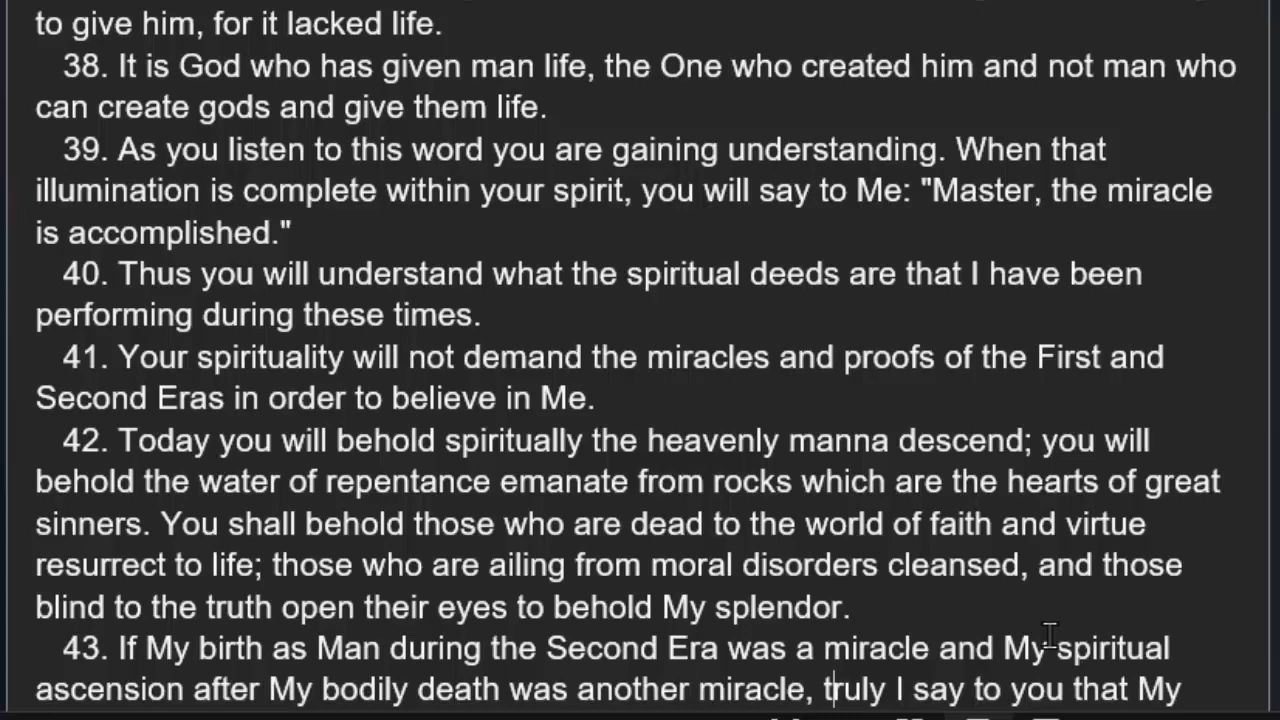 to give him, for it lacked life.
38. It is God who has given man life, the One who created him and not man who
can create gods and give them life.
39. As you listen to this word you are gaining understanding. When that
illumination is complete within your spirit, you will say to Me: "Master, the miracle
is accomplished."
40. Thus you will understand what the spiritual deeds are that I have been
performing during these times.
41. Your spirituality will not demand the miracles and proofs of the First and
Second Eras in order to believe in Me.
42. Today you will behold spiritually the heavenly manna descend; you will
behold the water of repentance emanate from rocks which are the hearts of great
sinners. You shall behold those who are dead to the world of faith and virtue
resurrect to life; those who are ailing from moral disorders cleansed, and those
blind to the truth open their eyes to behold My splendor.
43. If My birth as Man during the Second Era was a miracle and My spiritual
ascension after My bodily death was another miracle, truly I say to you that My